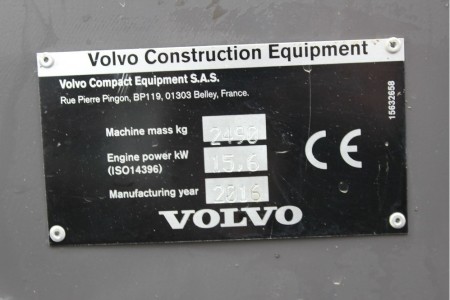 Volvo Construction Equipment
Volvo Compact Equipment S.A.S.
Rue Pierre Pingon, BP119, 01303 Belley, France.
15632658
Machine mass kg 2490
Engine power kW 15,6
(ISO14396)
Manufacturing year 2016
CE
VOLVO